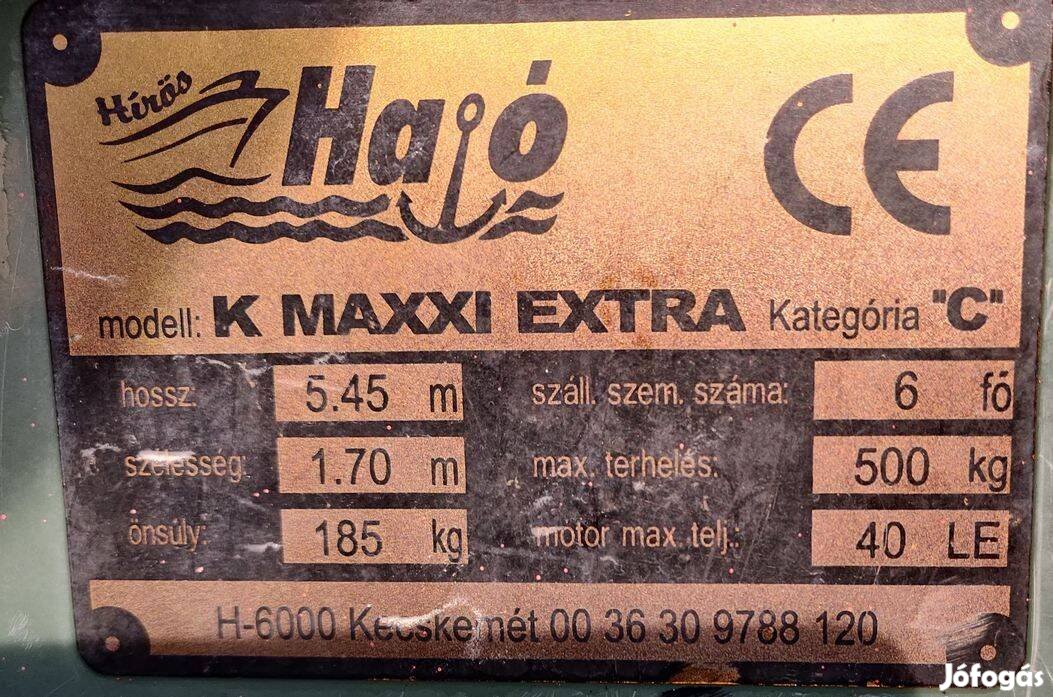 Hírös Hajó CE
modell: K MAXXI EXTRA Kategória "C"
hossz: 5.45 m száll. szem. száma: 6 fő
szélesség: 1.70 m max. terhelés: 500 kg
önsúly: 185 kg motor max. telj.: 40 LE
H-6000 Kecskemét 00 36 30 9788 120
Jófogás